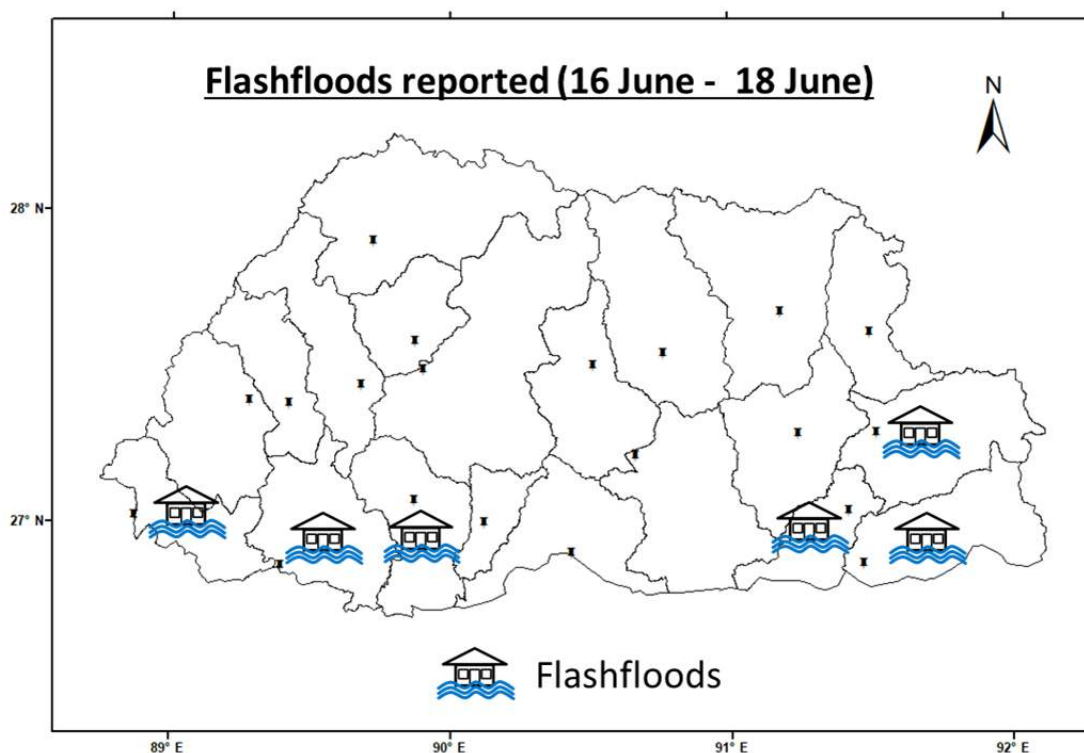 Flashfloods reported (16 June - 18 June)
N
28° N
27° N
Flashfloods
89° E
90° E
91° E
92° E